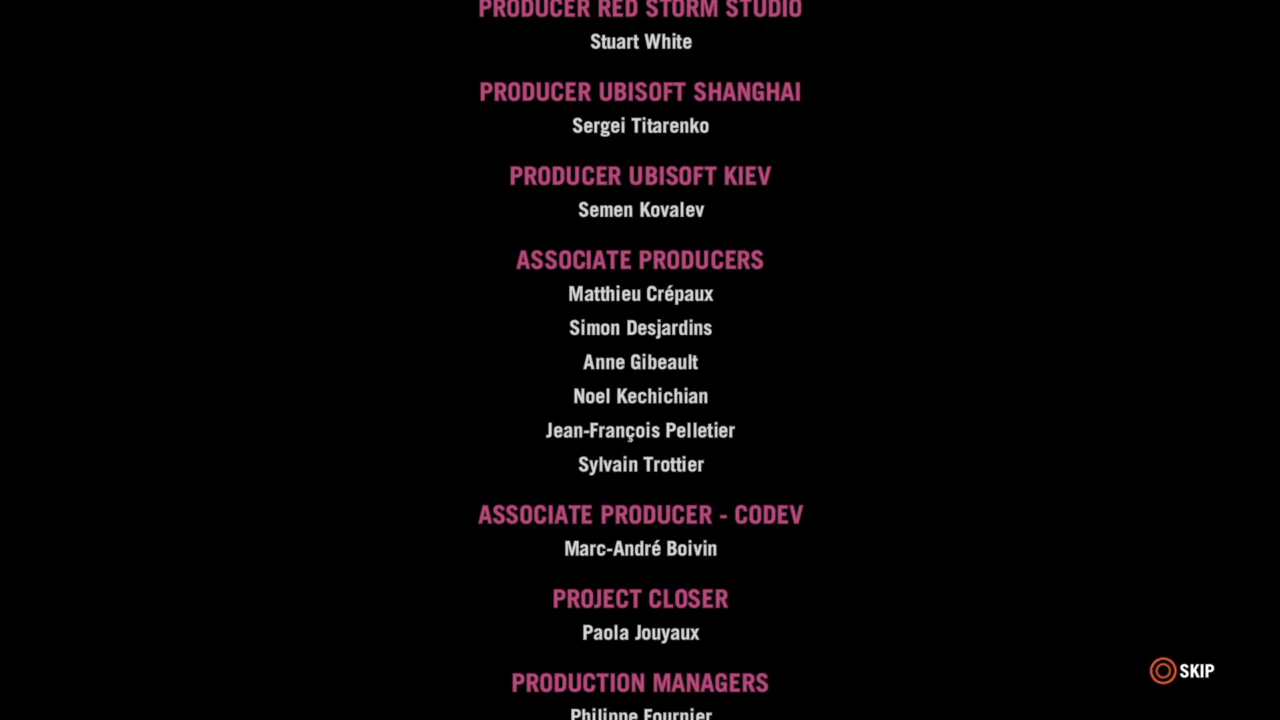 PRODUCER RED STORM STUDIO
Stuart White
PRODUCER UBISOFT SHANGHAI
Sergei Titarenko
PRODUCER UBISOFT KIEV
Semen Kovalev
ASSOCIATE PRODUCERS
Matthieu Crépaux
Simon Desjardins
Anne Gibeault
Noel Kechichian
Jean-François Pelletier
Sylvain Trottier
ASSOCIATE PRODUCER - CODEV
Marc-André Boivin
PROJECT CLOSER
Paola Jouyaux
SKIP
PRODUCTION MANAGERS
Philippe Fournier